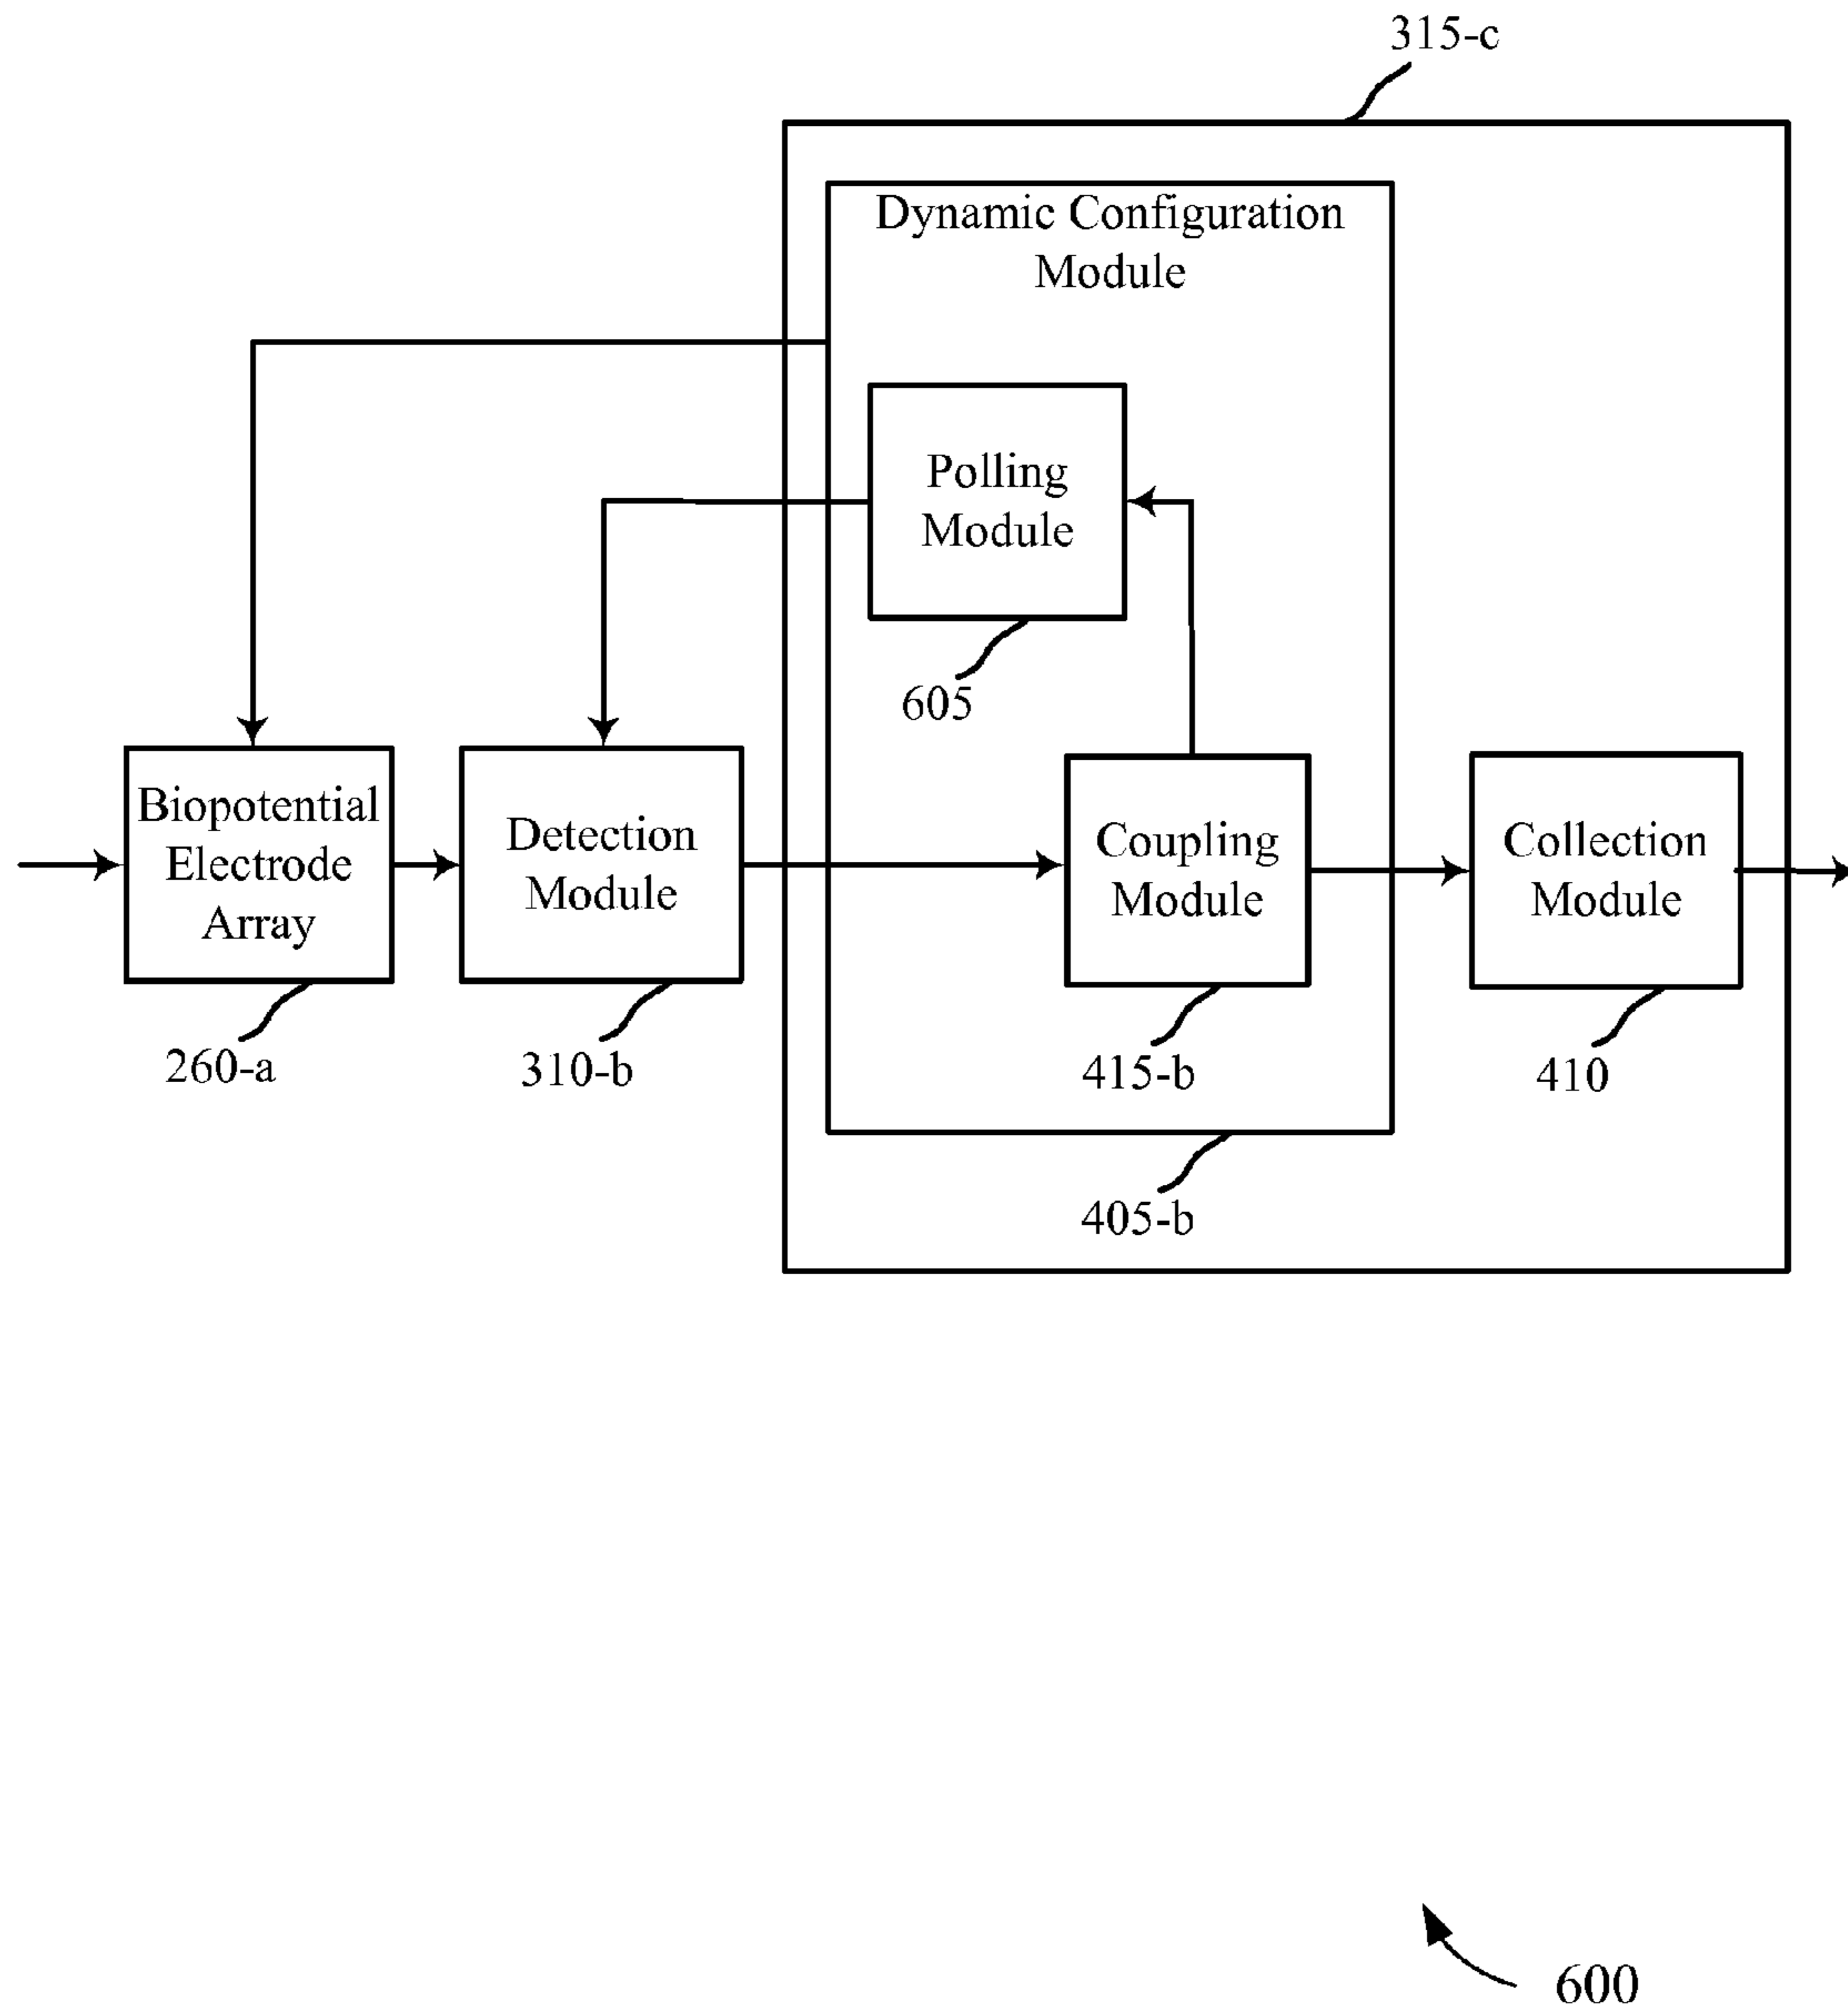 315-c
Dynamic Configuration
Module
Polling
Module
605
Biopotential
Electrode
Array
260-a
Detection
Module
310-b
Coupling
Module
415-b
Collection
Module
410
405-b
600